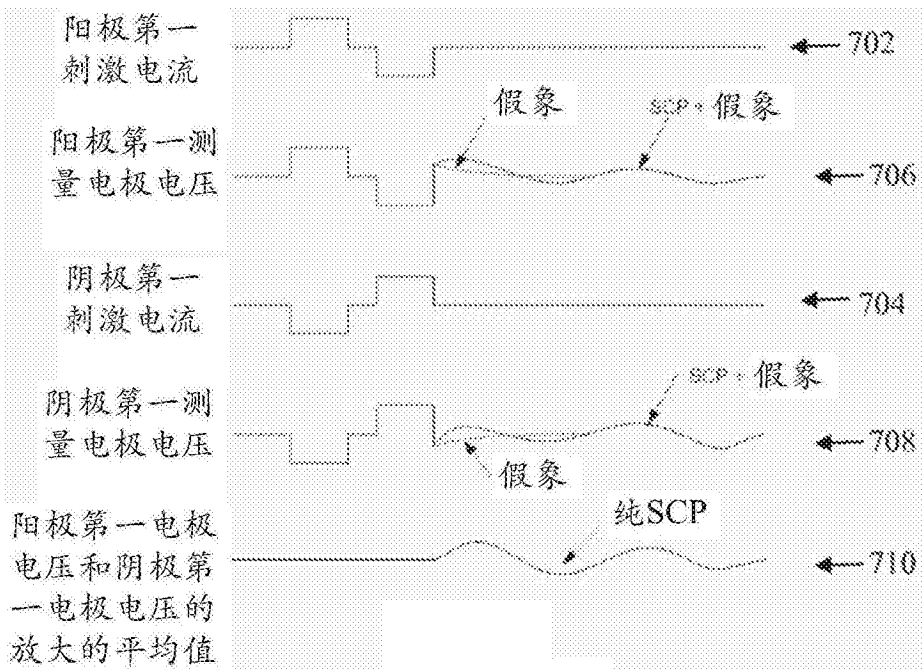 阳极第一
刺激电流
702
假象
SCP + 假象
阳极第一测
量电极电压
706
阴极第一
刺激电流
704
SCP + 假象
阴极第一测
量电极电压
708
假象
纯SCP
阳极第一电极
电压和阴极第
一电极电压的
放大的平均值
710